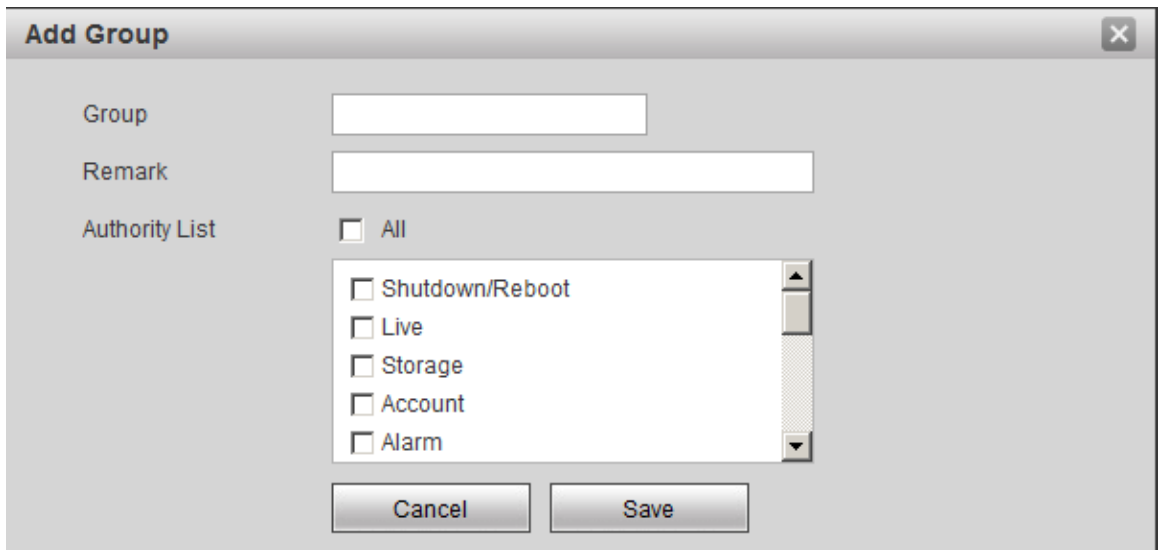 Add Group
Group
Remark
Authority List All
Shutdown/Reboot
Live
Storage
Account
Alarm
Cancel Save